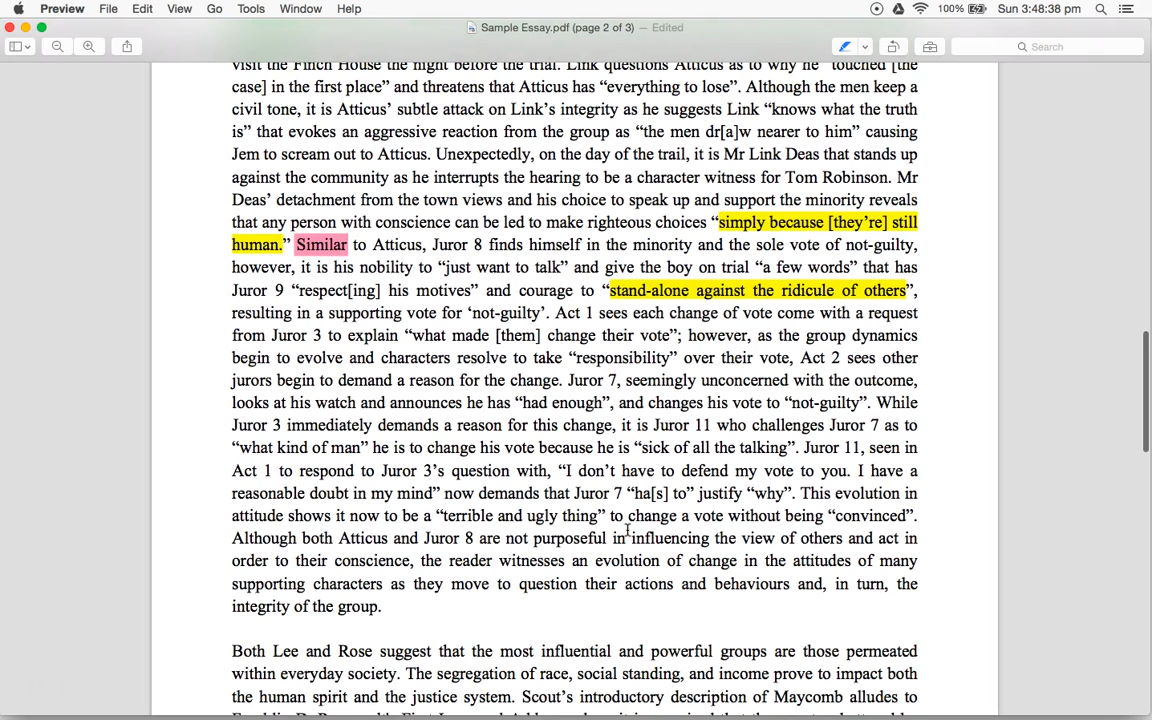 Preview File Edit View Go Tools Window Help 100% Sun 3:48:38 pm
Sample Essay.pdf (page 2 of 3) — Edited
Search
visit the Finch House the night before the trial. Link questions Atticus as to why he “touched [the
case] in the first place” and threatens that Atticus has “everything to lose”. Although the men keep a
civil tone, it is Atticus’ subtle attack on Link’s integrity as he suggests Link “knows what the truth
is” that evokes an aggressive reaction from the group as “the men dr[a]w nearer to him” causing
Jem to scream out to Atticus. Unexpectedly, on the day of the trail, it is Mr Link Deas that stands up
against the community as he interrupts the hearing to be a character witness for Tom Robinson. Mr
Deas’ detachment from the town views and his choice to speak up and support the minority reveals
that any person with conscience can be led to make righteous choices “simply because [they’re] still
human.” Similar to Atticus, Juror 8 finds himself in the minority and the sole vote of not-guilty,
however, it is his nobility to “just want to talk” and give the boy on trial “a few words” that has
Juror 9 “respect[ing] his motives” and courage to “stand-alone against the ridicule of others”,
resulting in a supporting vote for ‘not-guilty’. Act 1 sees each change of vote come with a request
from Juror 3 to explain “what made [them] change their vote”; however, as the group dynamics
begin to evolve and characters resolve to take “responsibility” over their vote, Act 2 sees other
jurors begin to demand a reason for the change. Juror 7, seemingly unconcerned with the outcome,
looks at his watch and announces he has “had enough”, and changes his vote to “not-guilty”. While
Juror 3 immediately demands a reason for this change, it is Juror 11 who challenges Juror 7 as to
“what kind of man” he is to change his vote because he is “sick of all the talking”. Juror 11, seen in
Act 1 to respond to Juror 3’s question with, “I don’t have to defend my vote to you. I have a
reasonable doubt in my mind” now demands that Juror 7 “ha[s] to” justify “why”. This evolution in
attitude shows it now to be a “terrible and ugly thing” to change a vote without being “convinced”.
Although both Atticus and Juror 8 are not purposeful in influencing the view of others and act in
order to their conscience, the reader witnesses an evolution of change in the attitudes of many
supporting characters as they move to question their actions and behaviours and, in turn, the
integrity of the group.
Both Lee and Rose suggest that the most influential and powerful groups are those permeated
within everyday society. The segregation of race, social standing, and income prove to impact both
the human spirit and the justice system. Scout’s introductory description of Maycomb alludes to